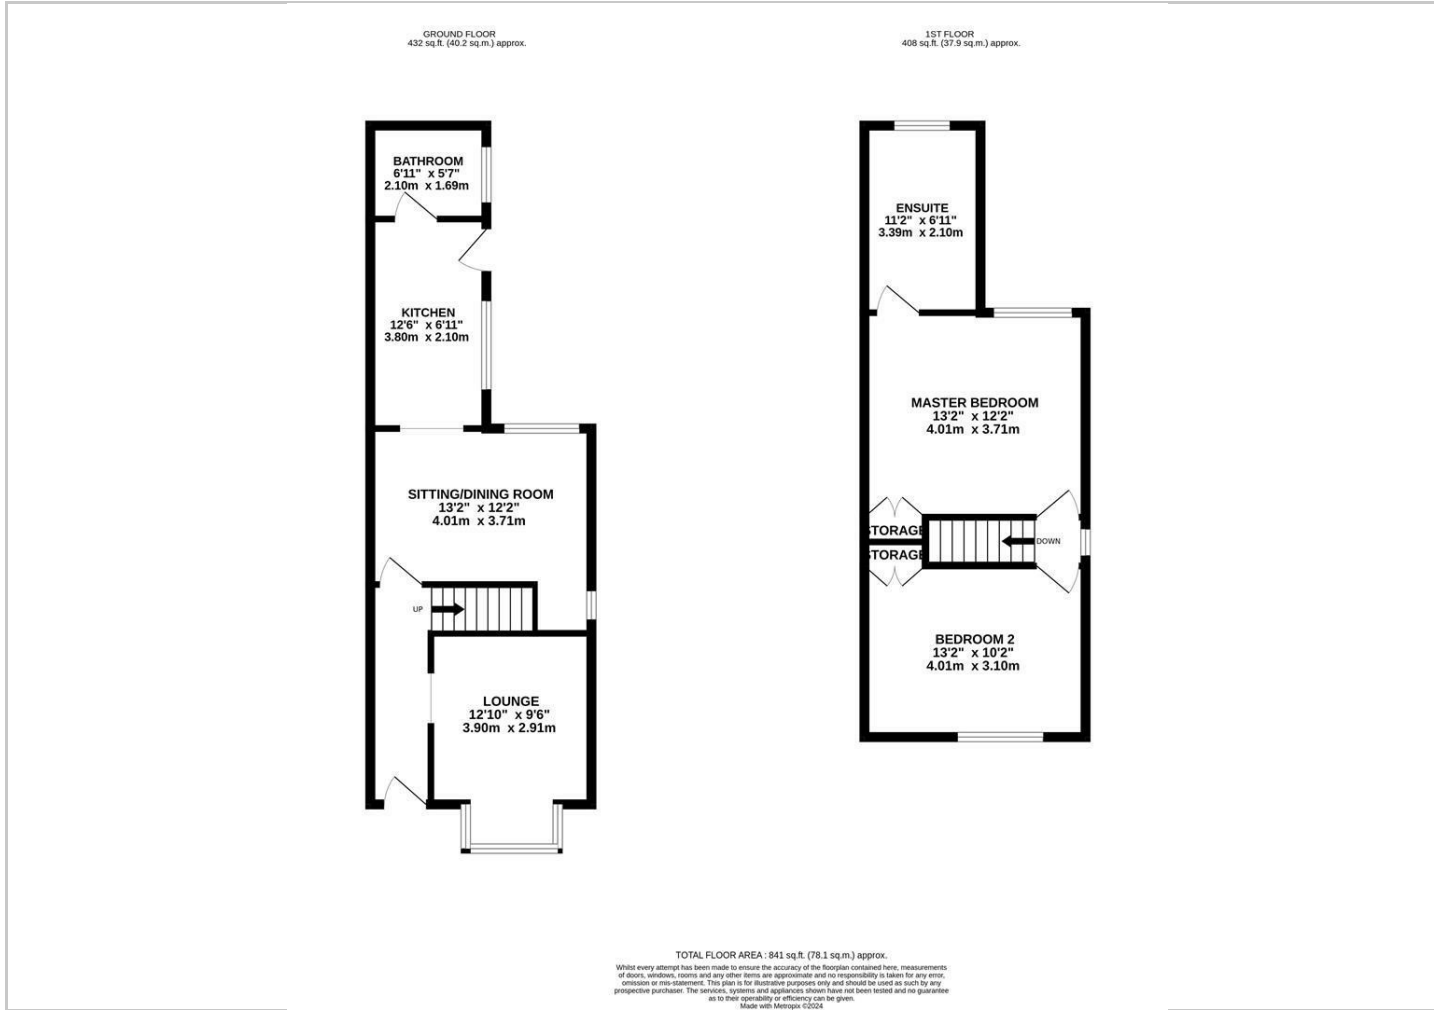 GROUND FLOOR
432 sq.ft. (40.2 sq.m.) approx.
1ST FLOOR
408 sq.ft. (37.9 sq.m.) approx.
BATHROOM
6'11" x 5'7"
2.10m x 1.69m
KITCHEN
12'6" x 6'11"
3.80m x 2.10m
SITTING/DINING ROOM
13'2" x 12'2"
4.01m x 3.71m
UP
LOUNGE
12'10" x 9'6"
3.90m x 2.91m
ENSUITE
11'2" x 6'11"
3.39m x 2.10m
MASTER BEDROOM
13'2" x 12'2"
4.01m x 3.71m
STORAGE
DOWN
STORAGE
BEDROOM 2
13'2" x 10'2"
4.01m x 3.10m
TOTAL FLOOR AREA : 841 sq.ft. (78.1 sq.m.) approx.
Whilst every attempt has been made to ensure the accuracy of the floorplan contained here, measurements
of doors, windows, rooms and any other items are approximate and no responsibility is taken for any error,
omission or mis-statement. This plan is for illustrative purposes only and should be used as such by any
prospective purchaser. The services, systems and appliances shown have not been tested and no guarantee
as to their operability or efficiency can be given.
Made with Metropix ©2024